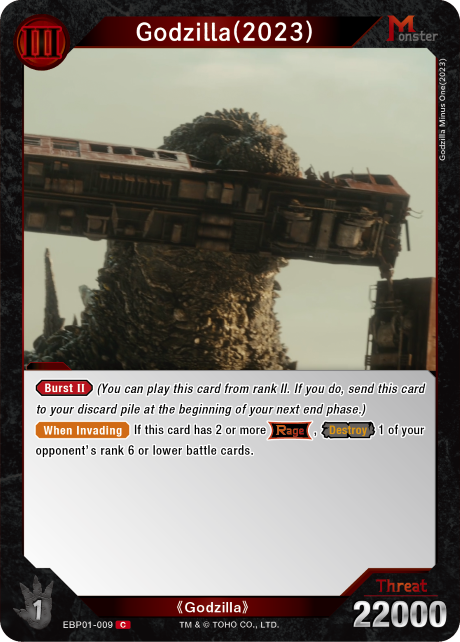 III
Godzilla(2023)
Monster
Godzilla Minus One(2023)
Burst II (You can play this card from rank II. If you do, send this card
to your discard pile at the beginning of your next end phase.)
When Invading If this card has 2 or more Rage , Destroy 1 of your
opponent's rank 6 or lower battle cards.
1
《Godzilla》
Threat
22000
EBP01-009 C TM & © TOHO CO., LTD.